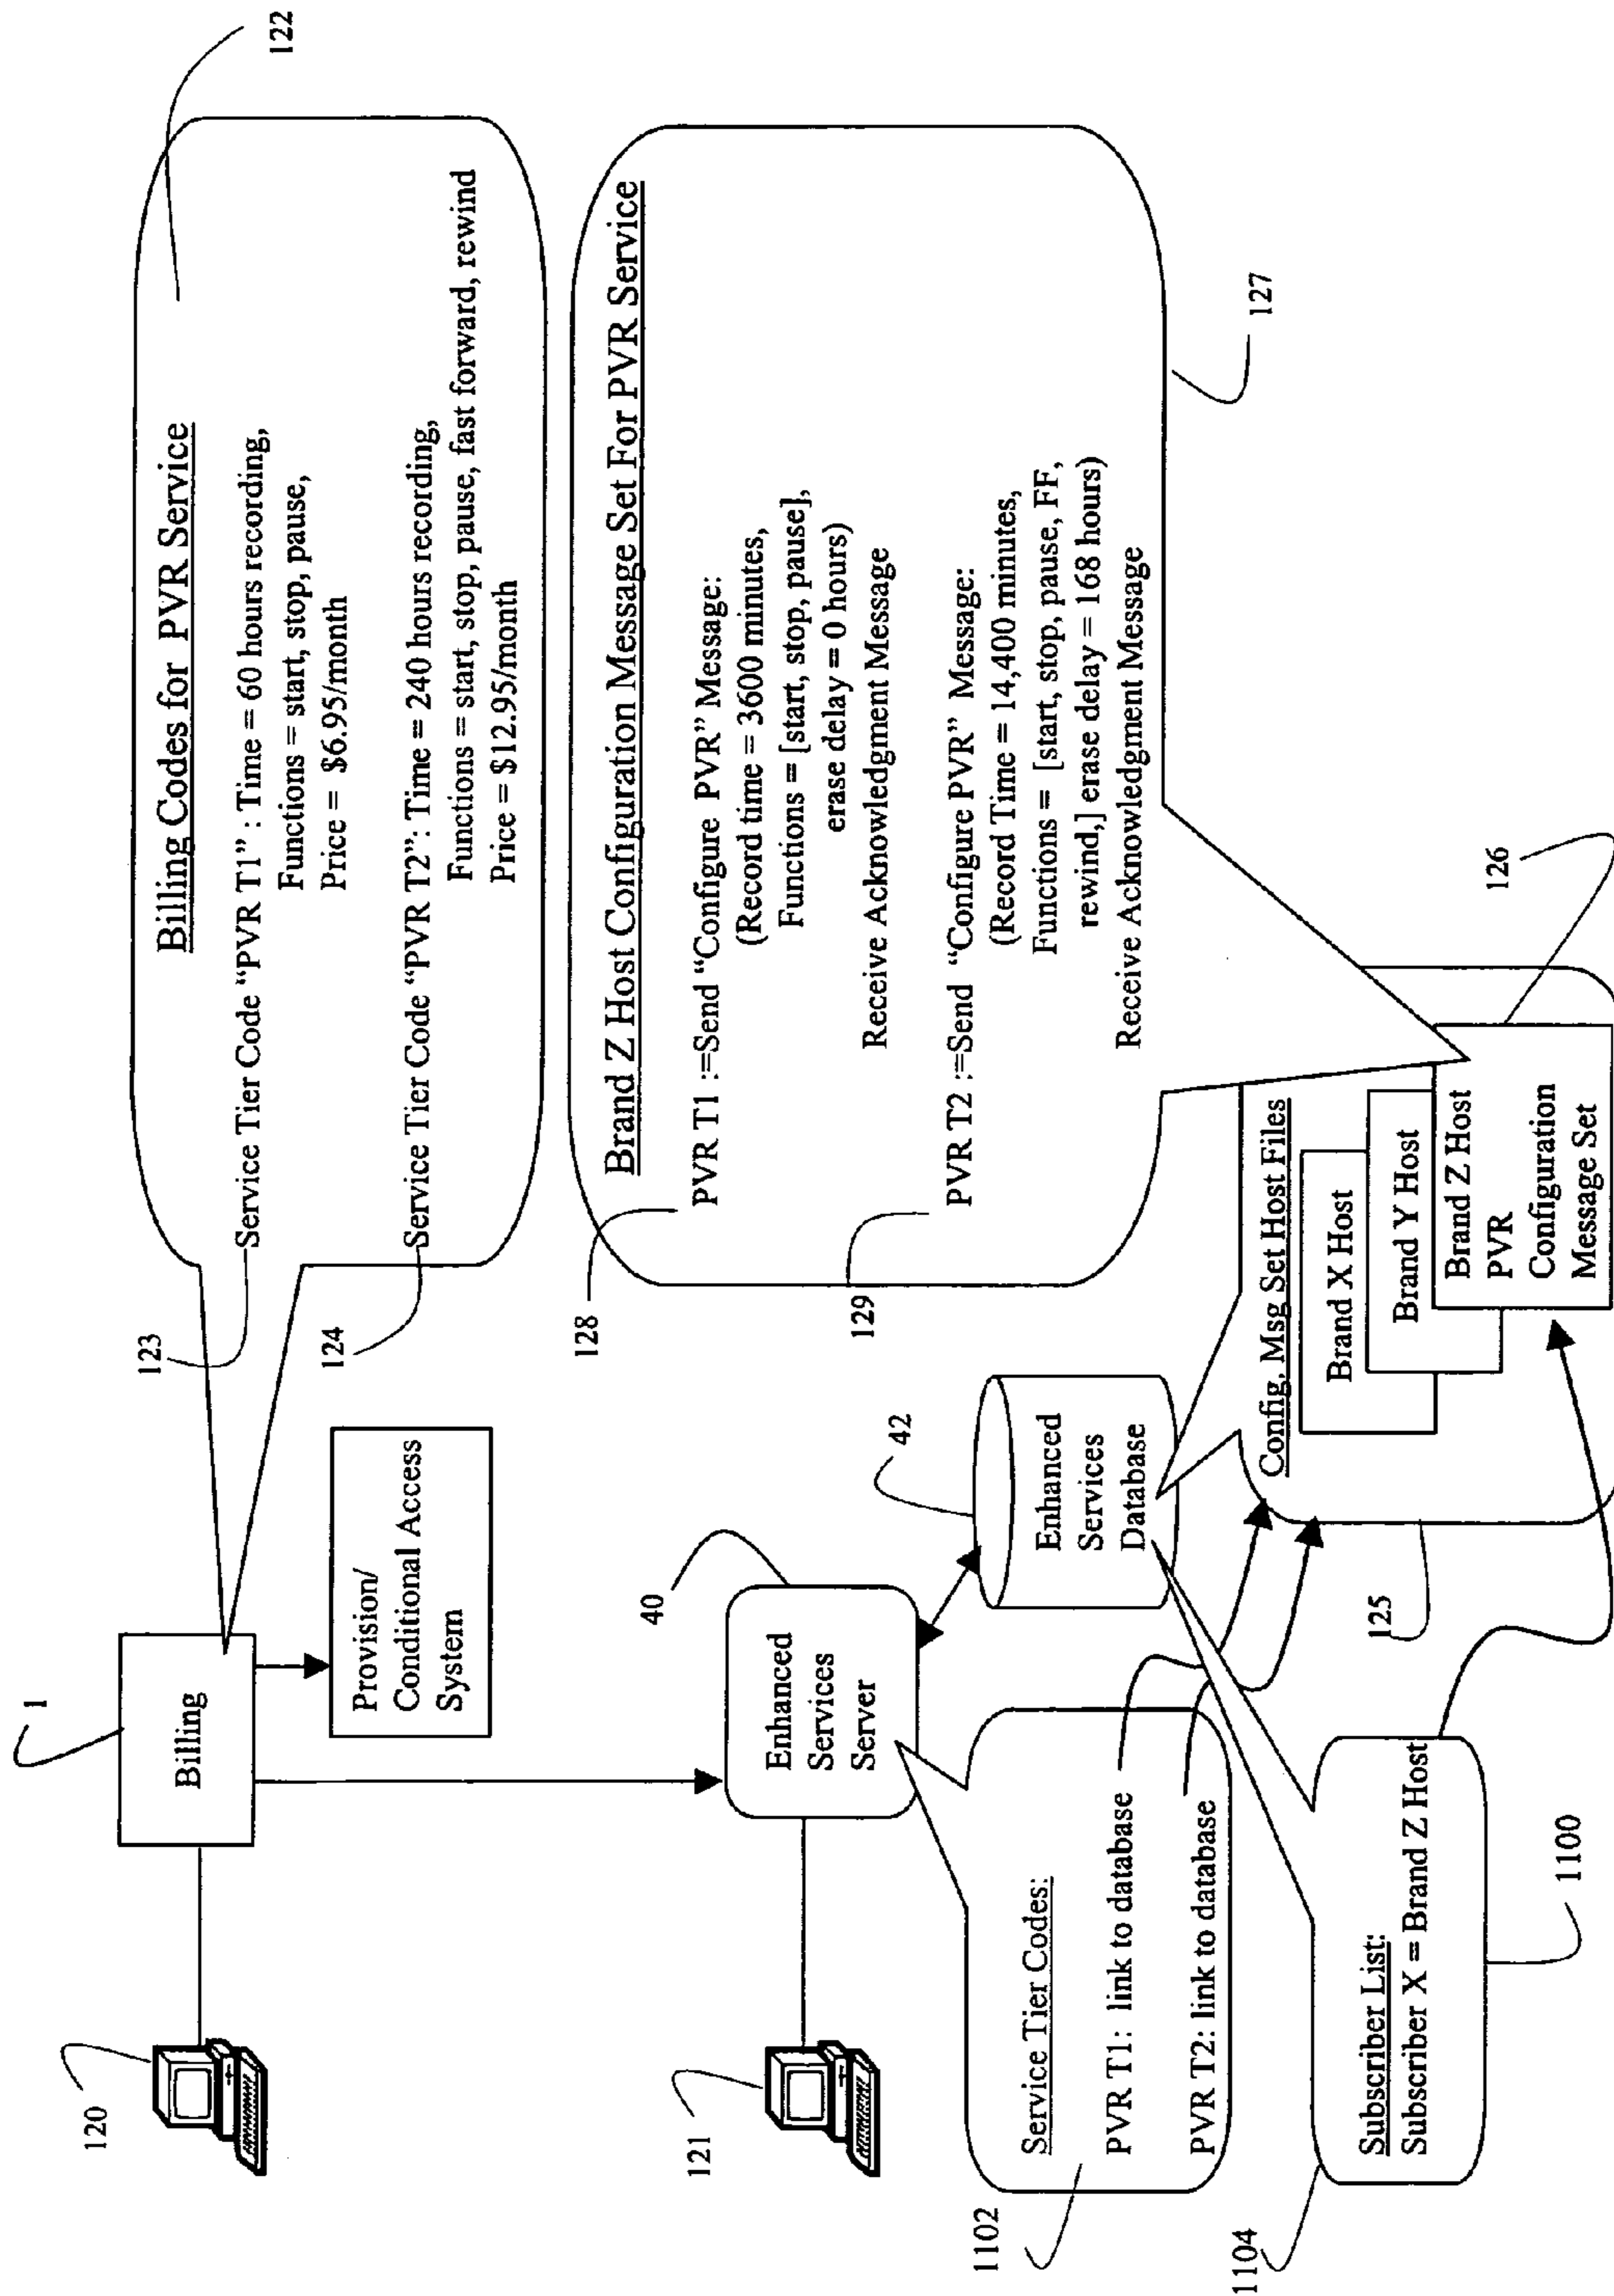 120
1
Billing
Provision/
Conditional Access
System
122
Billing Codes for PVR Service
123
Service Tier Code “PVR T1” : Time = 60 hours recording,
Functions = start, stop, pause,
Price = $6.95/month
124
Service Tier Code “PVR T2”: Time = 240 hours recording,
Functions = start, stop, pause, fast forward, rewind
Price = $12.95/month
Brand Z Host Configuration Message Set For PVR Service
128
PVR T1 :=Send “Configure PVR” Message:
(Record time = 3600 minutes,
Functions = [start, stop, pause],
erase delay = 0 hours)
Receive Acknowledgment Message
129
PVR T2 :=Send “Configure PVR” Message:
(Record Time = 14,400 minutes,
Functions = [start, stop, pause, FF,
rewind,] erase delay = 168 hours)
Receive Acknowledgment Message
127
121
40
Enhanced
Services
Server
42
Enhanced
Services
Database
1102
Service Tier Codes:
PVR T1: link to database
PVR T2: link to database
1104
Subscriber List:
Subscriber X = Brand Z Host
1100
125
Config. Msg Set Host Files
Brand X Host
Brand Y Host
Brand Z Host
PVR
Configuration
Message Set
126